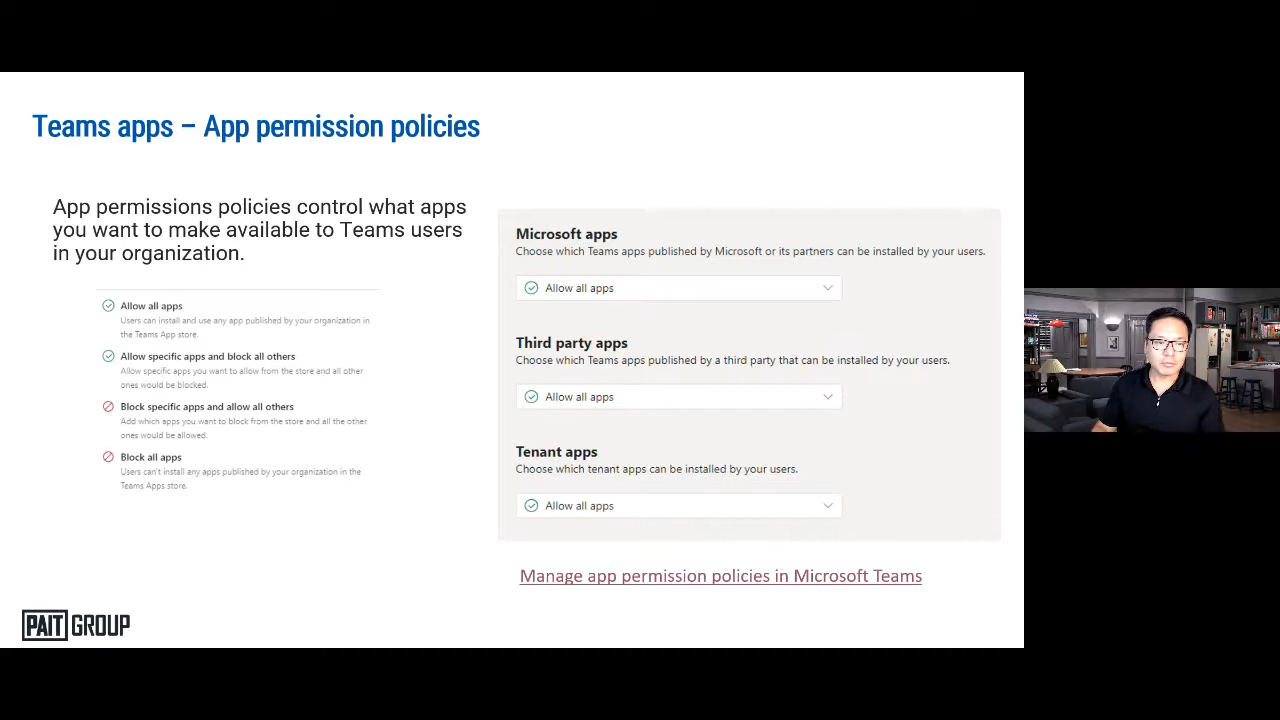 Teams apps – App permission policies
App permissions policies control what apps
you want to make available to Teams users
in your organization.
Allow all apps
Users can install and use any app published by your organization in
the Teams App store.
Allow specific apps and block all others
Allow specific apps you want to allow from the store and all other
ones would be blocked.
Block specific apps and allow all others
Add which apps you want to block from the store and all the other
ones would be allowed.
Block all apps
Users can't install any apps published by your organization in the
Teams Apps store.
Microsoft apps
Choose which Teams apps published by Microsoft or its partners can be installed by your users.
Allow all apps
Third party apps
Choose which Teams apps published by a third party that can be installed by your users.
Allow all apps
Tenant apps
Choose which tenant apps can be installed by your users.
Allow all apps
Manage app permission policies in Microsoft Teams
PAIT GROUP